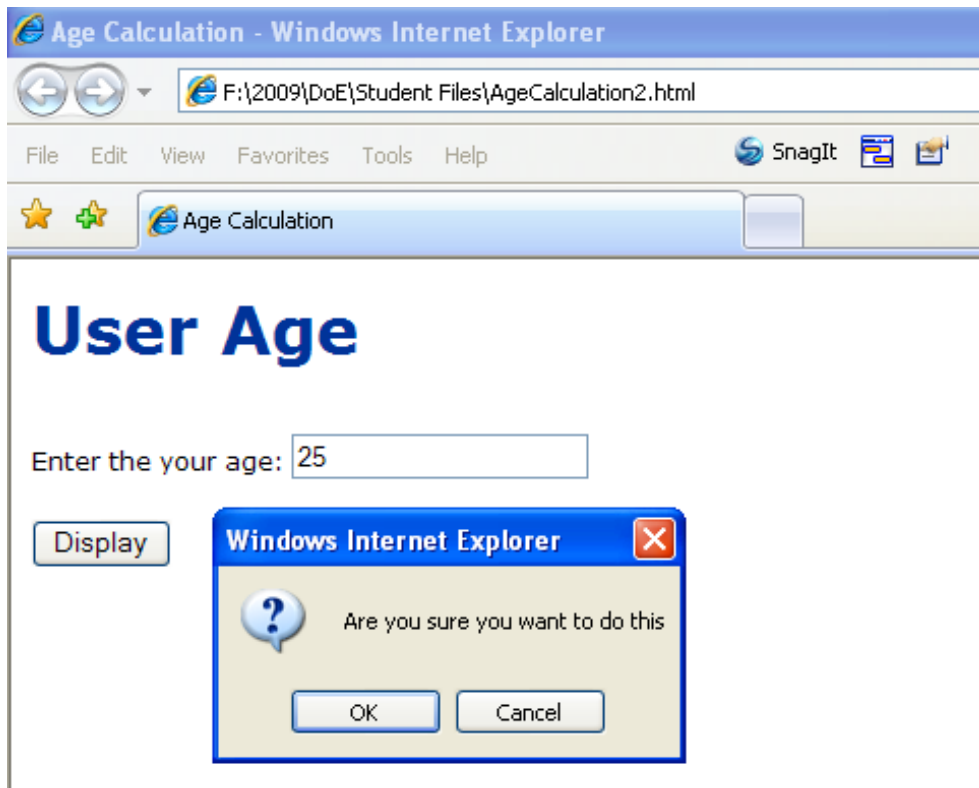 Age Calculation - Windows Internet Explorer
F:\2009\DoE\Student Files\AgeCalculation2.html
File Edit View Favorites Tools Help SnagIt
Age Calculation
User Age
Enter the your age: 25
Display
Windows Internet Explorer
? Are you sure you want to do this
OK Cancel